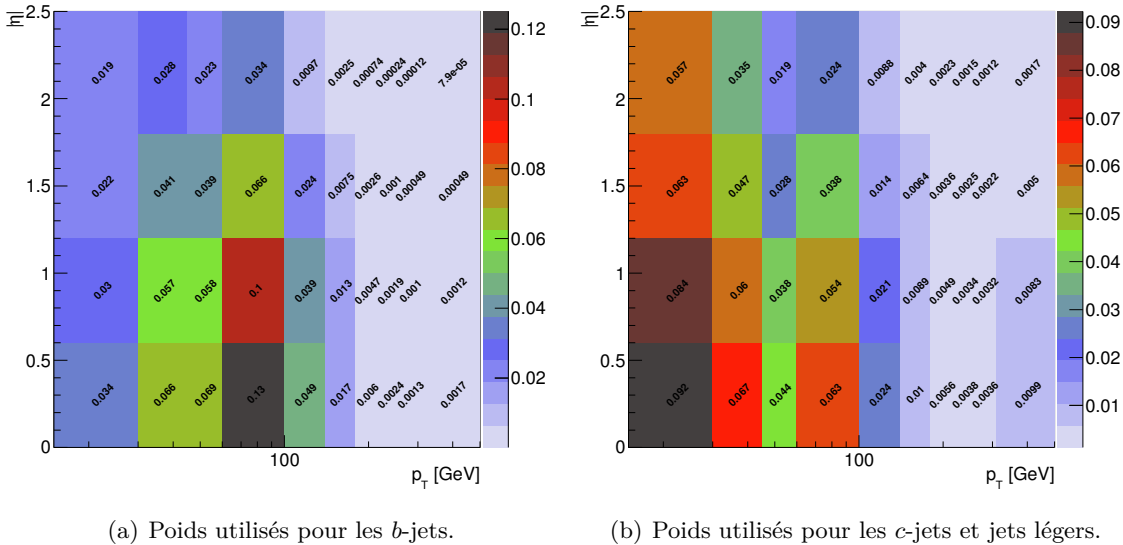 |η|
2.5
2
1.5
1
0.5
0
0.019 0.028 0.023 0.034 0.0097 0.0025 0.00074 0.00024 0.00012 7.9e-05
0.022 0.041 0.039 0.066 0.024 0.0075 0.0026 0.001 0.00049 0.00049
0.03 0.057 0.058 0.1 0.039 0.013 0.0047 0.0019 0.001 0.0012
0.034 0.066 0.069 0.13 0.049 0.017 0.006 0.0024 0.0013 0.0017
100
p_T [GeV]
0.12
0.1
0.08
0.06
0.04
0.02
(a) Poids utilisés pour les b-jets.
|η|
2.5
2
1.5
1
0.5
0
0.057 0.035 0.019 0.024 0.0088 0.004 0.0023 0.0015 0.0012 0.0017
0.063 0.047 0.028 0.038 0.014 0.0064 0.0036 0.0025 0.0022 0.005
0.084 0.06 0.038 0.054 0.021 0.0089 0.0049 0.0034 0.0032 0.0083
0.092 0.067 0.044 0.063 0.024 0.01 0.0056 0.0038 0.0036 0.0099
100
p_T [GeV]
0.09
0.08
0.07
0.06
0.05
0.04
0.03
0.02
0.01
(b) Poids utilisés pour les c-jets et jets légers.